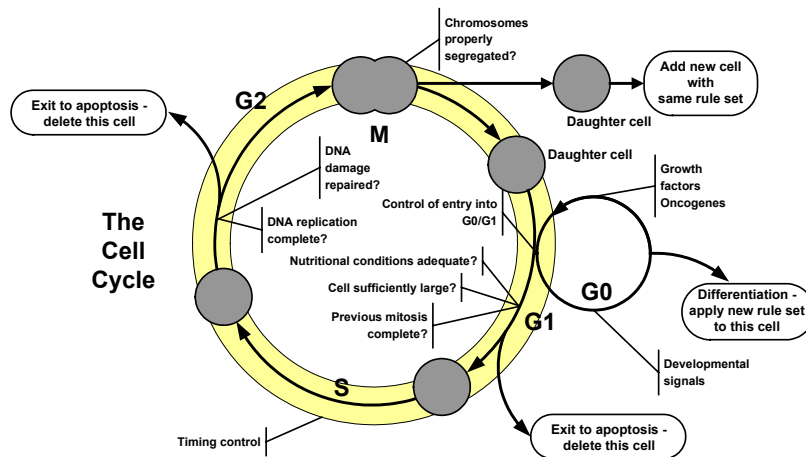 Chromosomes
properly
segregated?
Add new cell
with
same rule set
Daughter cell
G2
M
Exit to apoptosis -
delete this cell
DNA
damage
repaired?
Daughter cell
Growth
factors
Oncogenes
Control of entry into
G0/G1
DNA replication
complete?
The
Cell
Cycle
Nutritional conditions adequate?
Cell sufficiently large?
Previous mitosis
complete?
G0
G1
Differentiation -
apply new rule set
to this cell
Developmental
signals
S
Timing control
Exit to apoptosis -
delete this cell